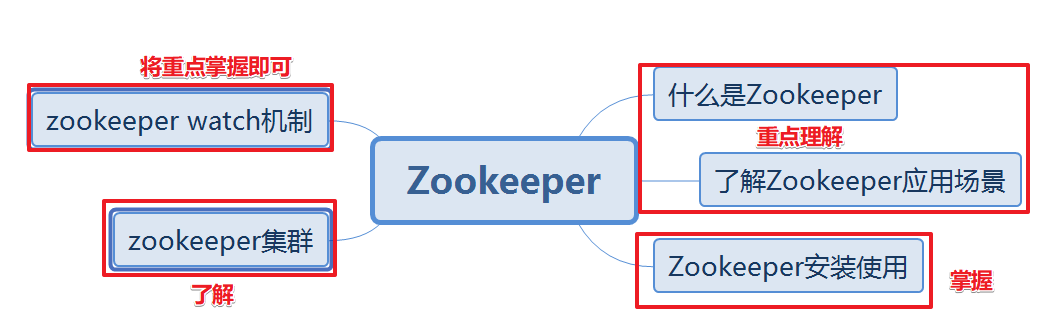 将重点掌握即可
zookeeper watch机制
zookeeper集群
了解
Zookeeper
什么是Zookeeper
重点理解
了解Zookeeper应用场景
Zookeeper安装使用
掌握